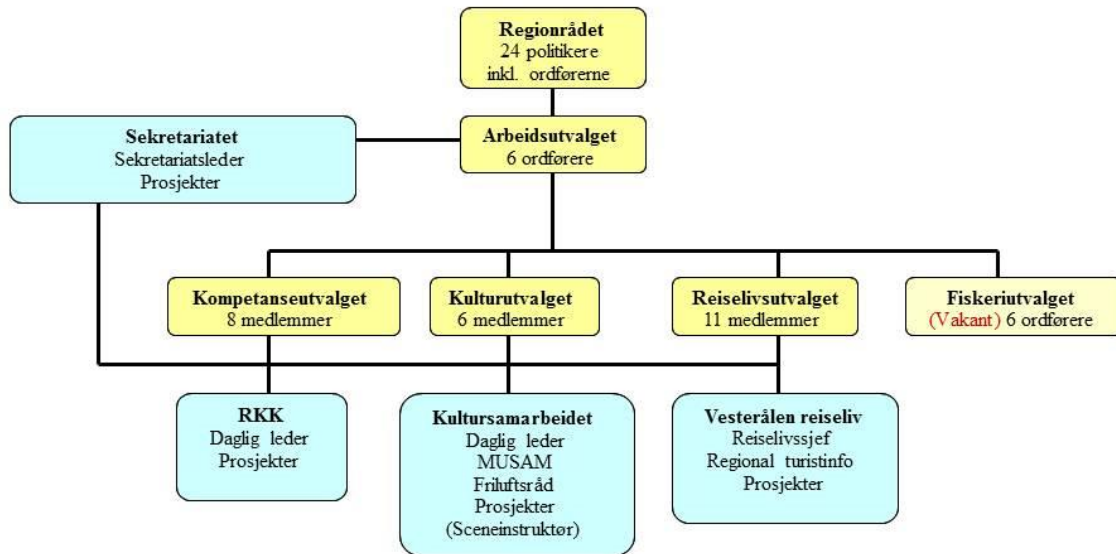 Regionrådet
24 politikere
inkl. ordførerne
Sekretariatet
Sekretariatsleder
Prosjekter
Arbeidsutvalget
6 ordførere
Kompetanseutvalget
8 medlemmer
Kulturutvalget
6 medlemmer
Reiselivsutvalget
11 medlemmer
Fiskeriutvalget
(Vakant) 6 ordførere
RKK
Daglig leder
Prosjekter
Kultursamarbeidet
Daglig leder
MUSAM
Friluftsråd
Prosjekter
(Sceneinstruktør)
Vesterålen reiseliv
Reiselivssjef
Regional turistinfo
Prosjekter